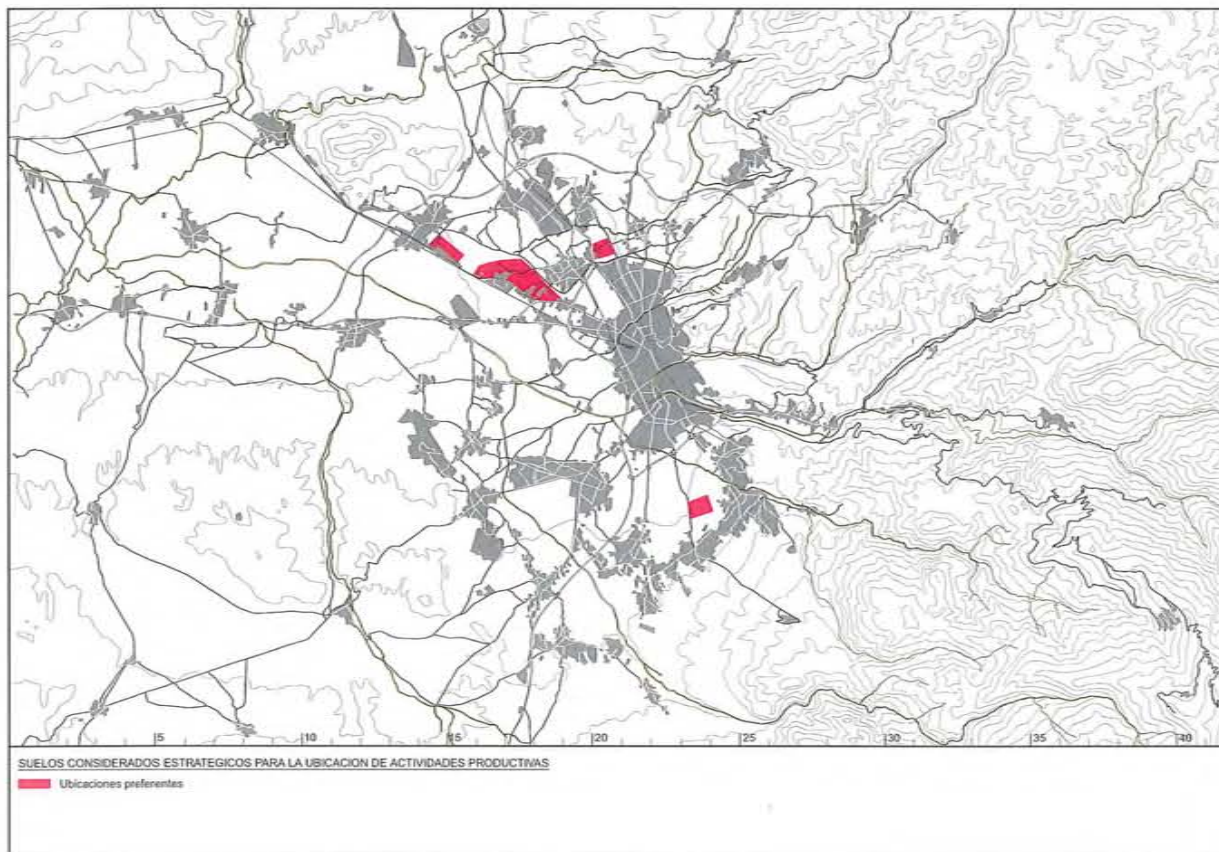 5 10 15 20 25 30 35 40
SUELOS CONSIDERADOS ESTRATEGICOS PARA LA UBICACION DE ACTIVIDADES PRODUCTIVAS
Ubicaciones preferentes